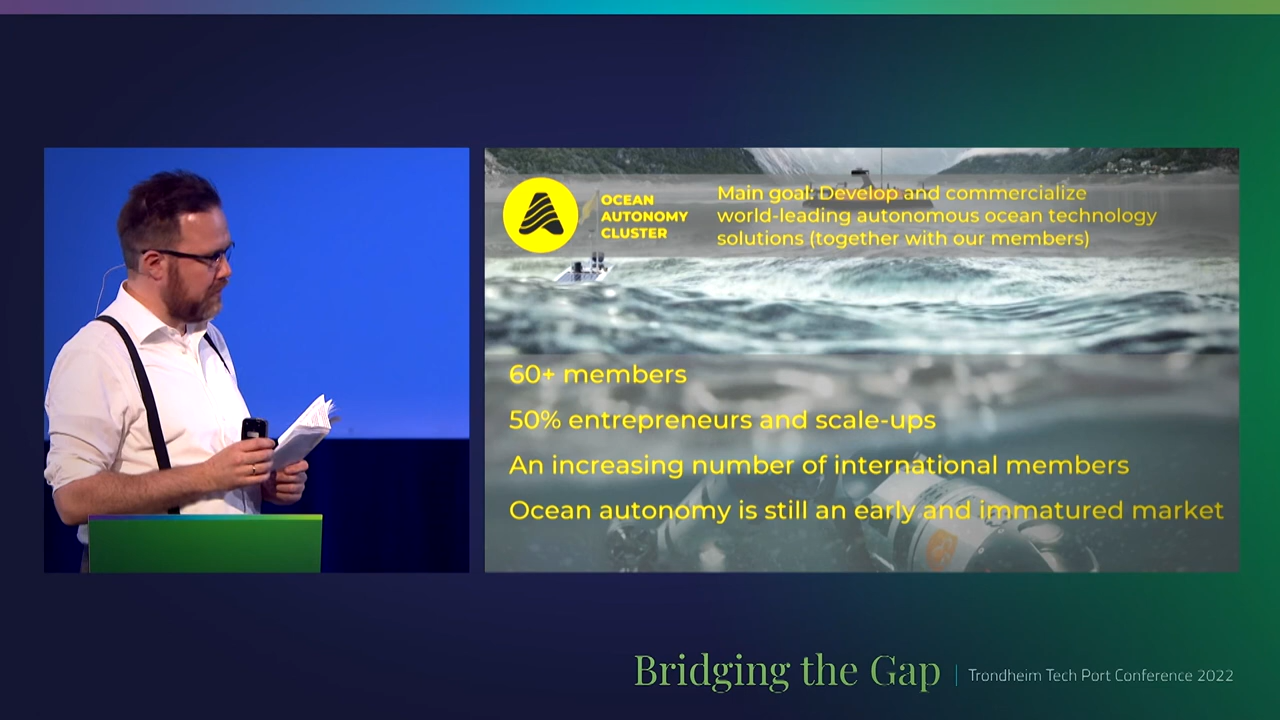 OCEAN
AUTONOMY
CLUSTER
Main goal: Develop and commercialize
world-leading autonomous ocean technology
solutions (together with our members)
60+ members
50% entrepreneurs and scale-ups
An increasing number of international members
Ocean autonomy is still an early and immatured market
Bridging the Gap
Trondheim Tech Port Conference 2022